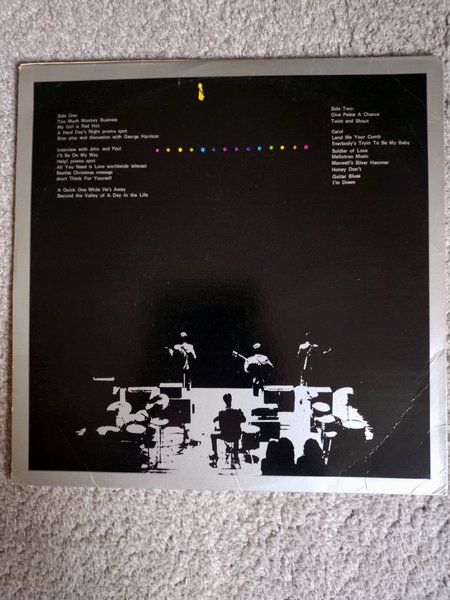 Side One:
Too Much Monkey Business
My Girl is Red Hot
A Hard Day's Night promo spot
Sitar play and discussion with George Harrison
Interview with John and Paul
I'll Be On My Way
Help! promo spot
All You Need is Love worldwide telecast
Beatles Christmas message
short Think For Yourself
A Quick One While He's Away
Beyond the Valley of A Day in the Life
Side Two:
Give Peace A Chance
Twist and Shout
Carol
Lend Me Your Comb
Everbody's Tryin To Be My Baby
Soldier of Love
Mellotron Music
Maxwell's Silver Hammer
Honey Don't
Guitar Blues
I'm Down